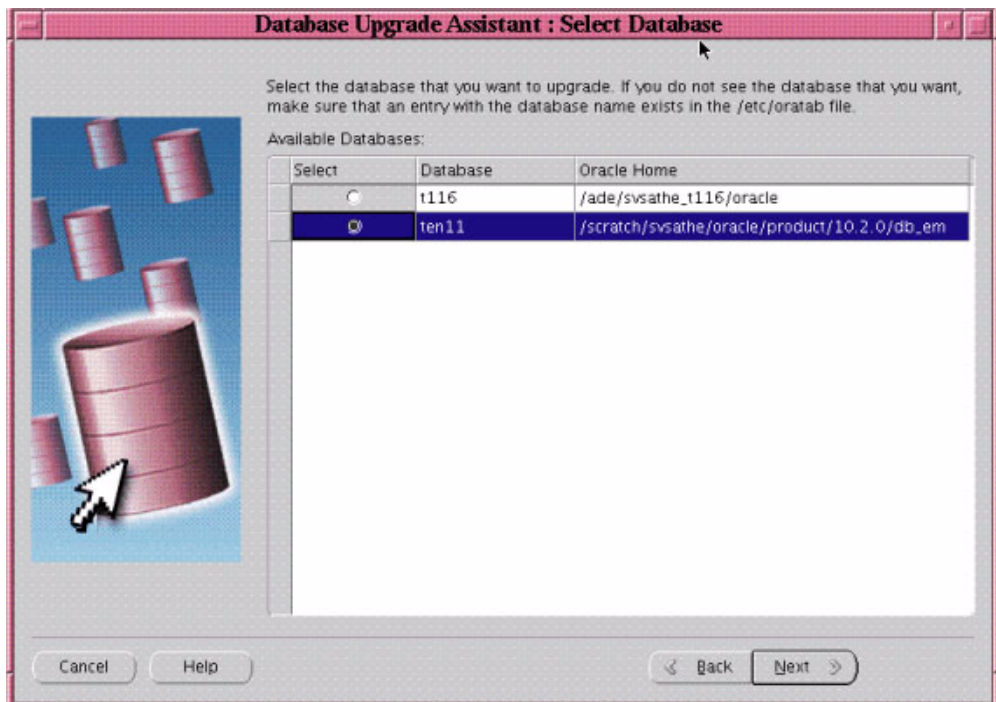 Database Upgrade Assistant : Select Database
Select the database that you want to upgrade. If you do not see the database that you want,
make sure that an entry with the database name exists in the /etc/oratab file.
Available Databases:
Select Database Oracle Home
t116 /ade/svsathe_t116/oracle
ten11 /scratch/svsathe/oracle/product/10.2.0/db_em
Cancel Help Back Next